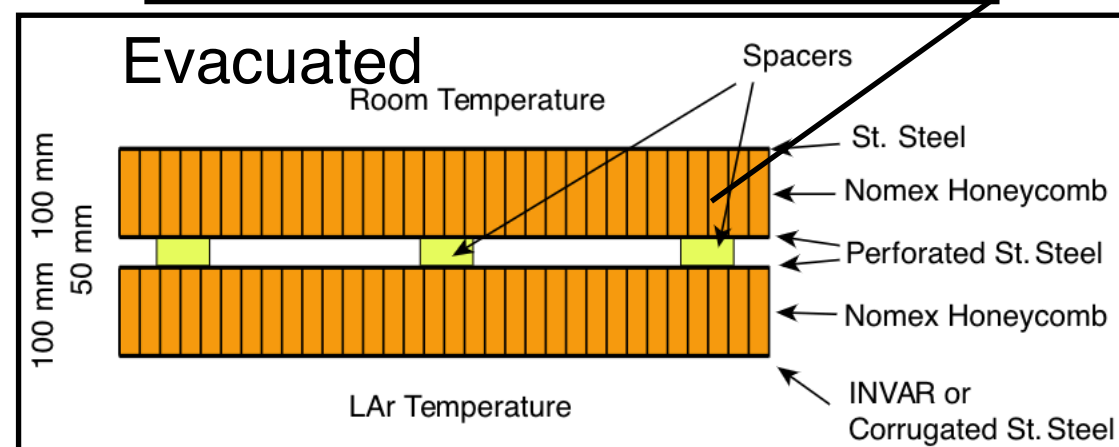 Evacuated
Spacers
Room Temperature
St. Steel
100 mm
Nomex Honeycomb
50 mm
Perforated St. Steel
100 mm
Nomex Honeycomb
LAr Temperature
INVAR or
Corrugated St. Steel